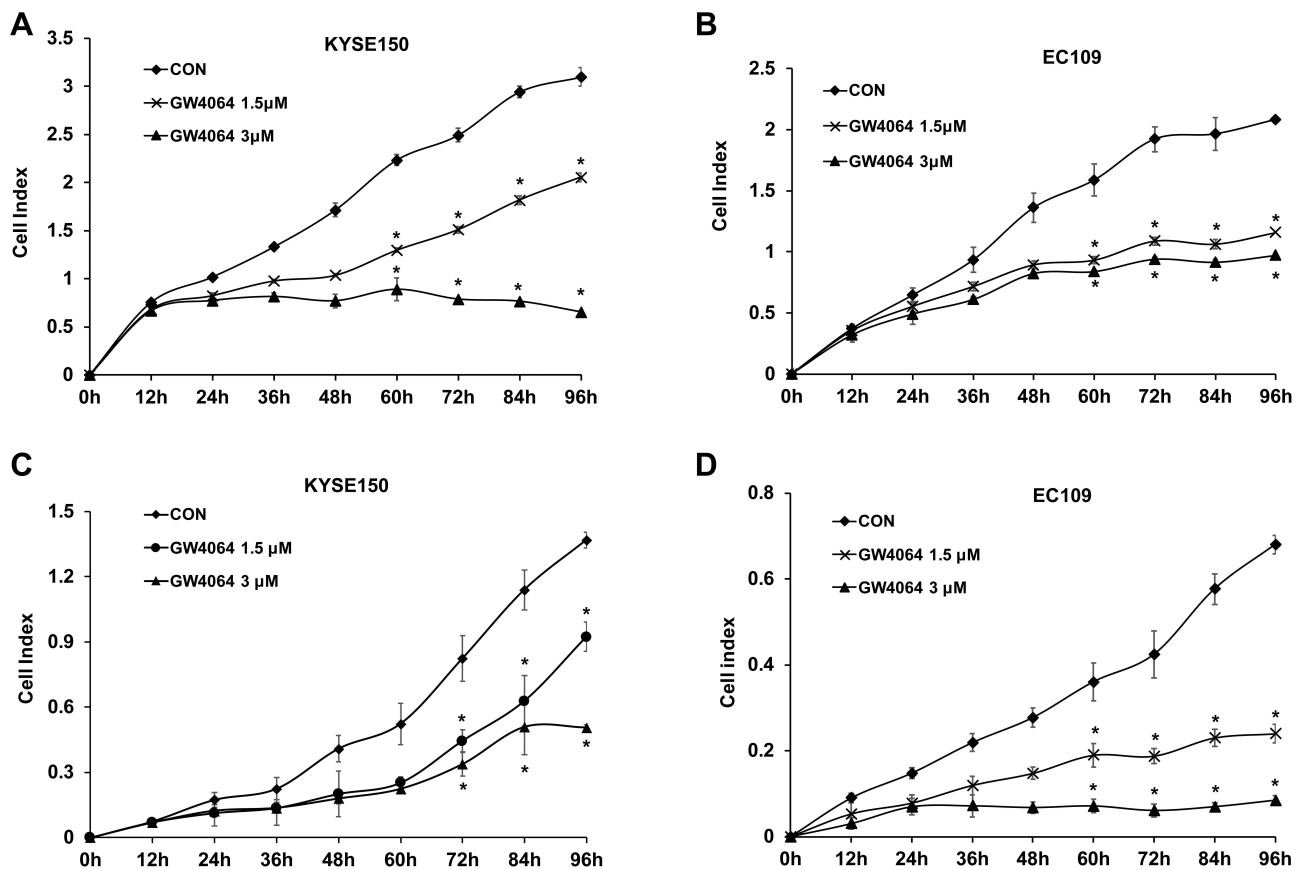 A
KYSE150
CON
GW4064 1.5μM
GW4064 3μM
Cell Index
3.5
3
2.5
2
1.5
1
0.5
0
* * * *
* * * *
0h 12h 24h 36h 48h 60h 72h 84h 96h
B
EC109
CON
GW4064 1.5μM
GW4064 3μM
Cell Index
2.5
2
1.5
1
0.5
0
* * * *
* * * *
0h 12h 24h 36h 48h 60h 72h 84h 96h
C
KYSE150
CON
GW4064 1.5 μM
GW4064 3 μM
Cell Index
1.5
1.2
0.9
0.6
0.3
0
* * *
* * *
0h 12h 24h 36h 48h 60h 72h 84h 96h
D
EC109
CON
GW4064 1.5 μM
GW4064 3 μM
Cell index
0.8
0.6
0.4
0.2
0
* * * *
* * * *
0h 12h 24h 36h 48h 60h 72h 84h 96h